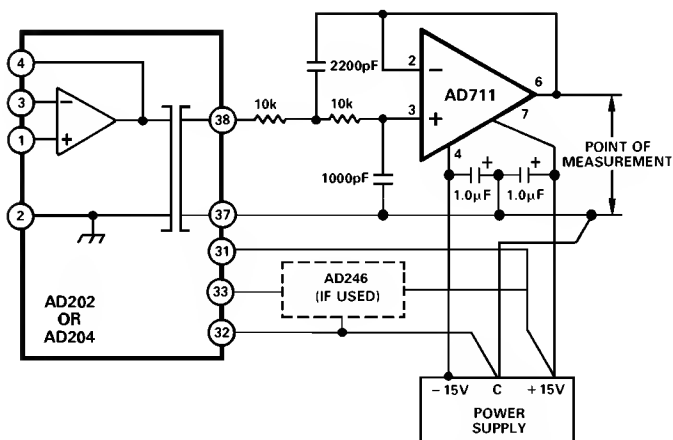 4
3
1
2
AD202
OR
AD204
38
37
31
33
32
10k
2200pF
10k
1000pF
2
3
−
+
AD711
6
7
4
+
+
1.0μF
1.0μF
POINT OF
MEASUREMENT
AD246
(IF USED)
− 15V C + 15V
POWER
SUPPLY
−
+